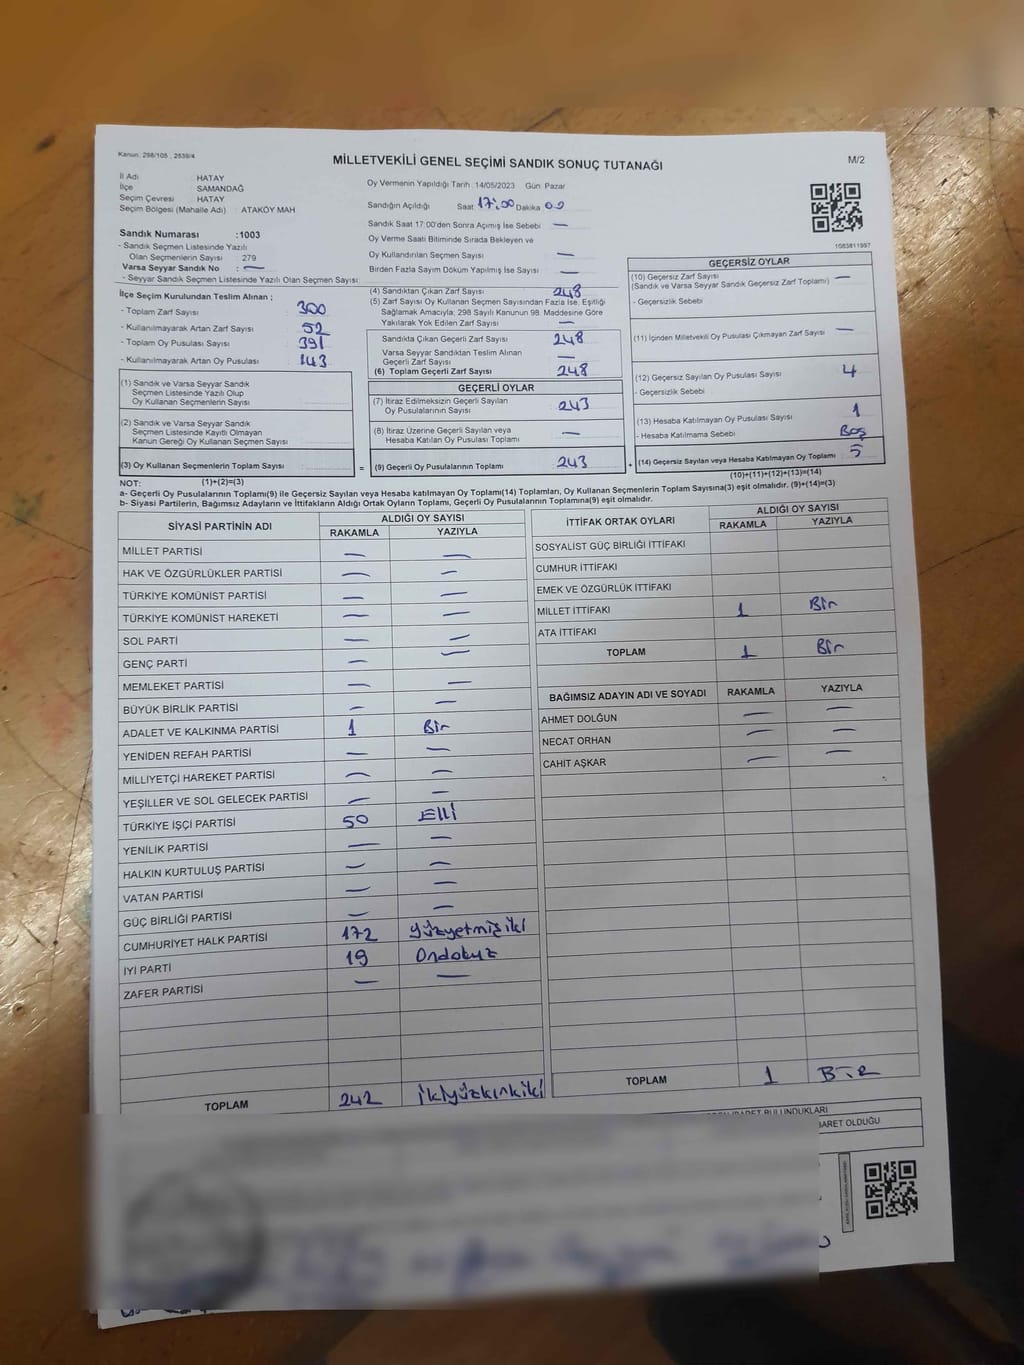 Kanun: 298/105 , 2839/4
MİLLETVEKİLİ GENEL SEÇİMİ SANDIK SONUÇ TUTANAĞI
M/2
İl Adı : HATAY
İlçe : SAMANDAĞ
Seçim Çevresi : HATAY
Seçim Bölgesi (Mahalle Adı) : ATAKÖY MAH
Oy Vermenin Yapıldığı Tarih :14/05/2023 Gün: Pazar
Sandığın Açıldığı Saat 17:00 Dakika 00
Sandık Numarası :1003
- Sandık Seçmen Listesinde Yazılı
Olan Seçmenlerin Sayısı : 279
Varsa Seyyar Sandık No : —
- Seyyar Seçmen Listesinde Yazılı Olan Seçmen Sayısı:
Sandık Saat 17:00'den Sonra Açımış İse Sebebi —
Oy Verme Saati Bitiminde Sırada Bekleyen ve
Oy Kullandırılan Seçmen Sayısı —
Birden Fazla Sayım Döküm Yapılmış İse Sayısı —
1083811997
İlçe Seçim Kurulundan Teslim Alınan ;
- Toplam Zarf Sayısı : 300
- Kullanılmayarak Artan Zarf Sayısı : 52
- Toplam Oy Pusulası Sayısı : 391
- Kullanılmayarak Artan Oy Pusulası : 143
(1) Sandık ve Varsa Seyyar Sandık
Seçmen Listesinde Yazılı Olup
Oy Kullanan Seçmenlerin Sayısı
(2) Sandık ve Varsa Seyyar Sandık
Seçmen Listesinde Kayıtlı Olmayan
Kanun Gereği Oy Kullanan Seçmen Sayısı
(3) Oy Kullanan Seçmenlerin Toplam Sayısı :
(1)+(2)=(3)
(4) Sandıktan Çıkan Zarf Sayısı 248
(5) Zarf Sayısı Oy Kullanan Seçmen Sayısından Fazla İse, Eşitliği
Sağlamak Amacıyla, 298 Sayılı Kanunun 98. Maddesine Göre
Yakılarak Yok Edilen Zarf Sayısı —
Sandıkta Çıkan Geçerli Zarf Sayısı 248
Varsa Seyyar Sandıktan Teslim Alınan
Geçerli Zarf Sayısı —
(6) Toplam Geçerli Zarf Sayısı 248
GEÇERLİ OYLAR
(7) İtiraz Edilmeksizin Geçerli Sayılan
Oy Pusulalarının Sayısı 243
(8) İtiraz Üzerine Geçerli Sayılan veya
Hesaba Katılan Oy Pusulası Toplamı —
= (9) Geçerli Oy Pusulalarının Toplamı 243
GEÇERSİZ OYLAR
(10) Geçersiz Zarf Sayısı —
(Sandık ve Varsa Seyyar Sandık Geçersiz Zarf Toplamı)
- Geçersizlik Sebebi
(11) İçinden Milletvekili Oy Pusulası Çıkmayan Zarf Sayısı —
(12) Geçersiz Sayılan Oy Pusulası Sayısı 4
- Geçersizlik Sebebi
(13) Hesaba Katılmayan Oy Pusulası Sayısı 1
- Hesaba Katılmama Sebebi Boş
+ (14) Geçersiz Sayılan veya Hesaba Katılmayan Oy Toplamı 5
(10)+(11)+(12)+(13)=(14)
NOT:
a- Geçerli Oy Pusulalarının Toplamı(9) ile Geçersiz Sayılan veya Hesaba katılmayan Oy Toplamı(14) Toplamları, Oy Kullanan Seçmenlerin Toplam Sayısına(3) eşit olmalıdır. (9)+(14)=(3)
b- Siyasi Partilerin, Bağımsız Adayların ve İttifakların Aldığı Ortak Oyların Toplamı, Geçerli Oy Pusulalarının Toplamına(9) eşit olmalıdır.
SİYASİ PARTİNİN ADI ALDIĞI OY SAYISI
RAKAMLA YAZIYLA
MİLLET PARTİSİ — —
HAK VE ÖZGÜRLÜKLER PARTİSİ — —
TÜRKİYE KOMÜNİST PARTİSİ — —
TÜRKİYE KOMÜNİST HAREKETİ — —
SOL PARTİ — —
GENÇ PARTİ — —
MEMLEKET PARTİSİ — —
BÜYÜK BİRLİK PARTİSİ — —
ADALET VE KALKINMA PARTİSİ 1 Bir
YENİDEN REFAH PARTİSİ — —
MİLLİYETÇİ HAREKET PARTİSİ — —
YEŞİLLER VE SOL GELECEK PARTİSİ — —
TÜRKİYE İŞÇİ PARTİSİ 50 Elli
YENİLİK PARTİSİ — —
HALKIN KURTULUŞ PARTİSİ — —
VATAN PARTİSİ — —
GÜÇ BİRLİĞİ PARTİSİ — —
CUMHURİYET HALK PARTİSİ 172 yüzyetmişiki
İYİ PARTİ 19 Ondokuz
ZAFER PARTİSİ — —
TOPLAM 242 ikiyüzkırkiki
İTTİFAK ORTAK OYLARI ALDIĞI OY SAYISI
RAKAMLA YAZIYLA
SOSYALİST GÜÇ BİRLİĞİ İTTİFAKI
CUMHUR İTTİFAKI
EMEK VE ÖZGÜRLÜK İTTİFAKI
MİLLET İTTİFAKI 1 Bir
ATA İTTİFAKI
TOPLAM 1 Bir
BAĞIMSIZ ADAYIN ADI VE SOYADI RAKAMLA YAZIYLA
AHMET DOLĞUN — —
NECAT ORHAN — —
CAHİT AŞKAR — —
TOPLAM 1 BİR
BULUNDUKLARI
OLDUĞU